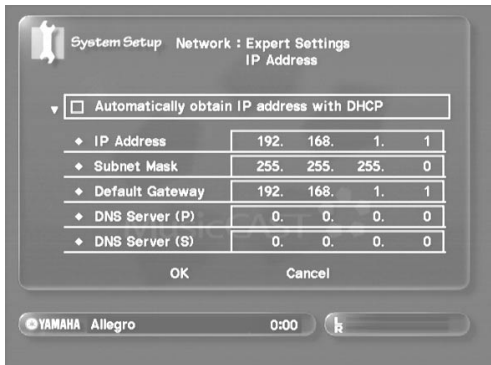 System Setup Network : Expert Settings
IP Address
Automatically obtain IP address with DHCP
IP Address 192. 168. 1. 1
Subnet Mask 255. 255. 255. 0
Default Gateway 192. 168. 1. 1
DNS Server (P) 0. 0. 0. 0
DNS Server (S) 0. 0. 0. 0
MusicCAST
OK Cancel
YAMAHA Allegro 0:00